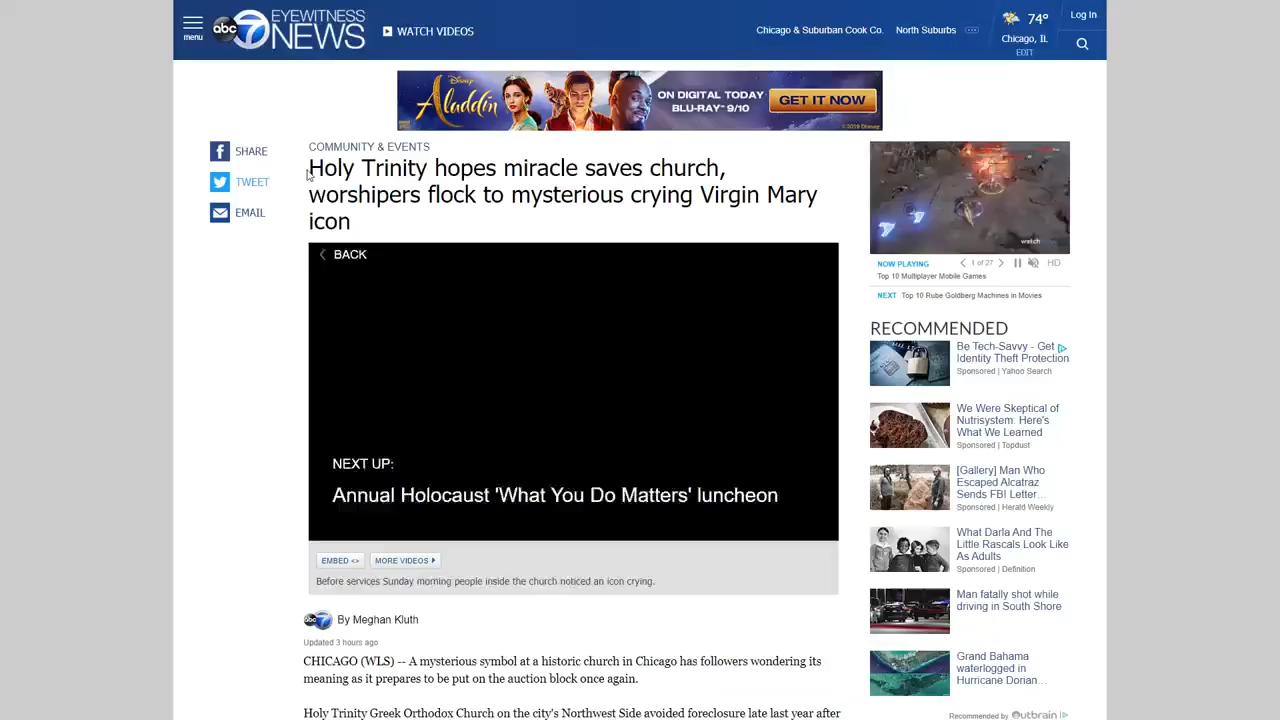 menu
abc 7 EYEWITNESS NEWS
WATCH VIDEOS
Chicago & Suburban Cook Co.
North Suburbs
74°
Chicago, IL
EDIT
Log In
Disney
Aladdin
ON DIGITAL TODAY
BLU-RAY™ 9/10
GET IT NOW
©2019 Disney
SHARE
TWEET
EMAIL
COMMUNITY & EVENTS
Holy Trinity hopes miracle saves church,
worshipers flock to mysterious crying Virgin Mary
icon
BACK
NEXT UP:
Annual Holocaust 'What You Do Matters' luncheon
EMBED <>
MORE VIDEOS
Before services Sunday morning people inside the church noticed an icon crying.
abc 7
By Meghan Kluth
Updated 3 hours ago
CHICAGO (WLS) -- A mysterious symbol at a historic church in Chicago has followers wondering its
meaning as it prepares to be put on the auction block once again.
Holy Trinity Greek Orthodox Church on the city's Northwest Side avoided foreclosure late last year after
NOW PLAYING
1 of 27
HD
Top 10 Multiplayer Mobile Games
NEXT Top 10 Rube Goldberg Machines in Movies
RECOMMENDED
Be Tech-Savvy - Get
Identity Theft Protection
Sponsored | Yahoo Search
We Were Skeptical of
Nutrisystem: Here's
What We Learned
Sponsored | Topdust
[Gallery] Man Who
Escaped Alcatraz
Sends FBI Letter...
Sponsored | Herald Weekly
What Darla And The
Little Rascals Look Like
As Adults
Sponsored | Definition
Man fatally shot while
driving in South Shore
Grand Bahama
waterlogged in
Hurricane Dorian...
Recommended by Outbrain